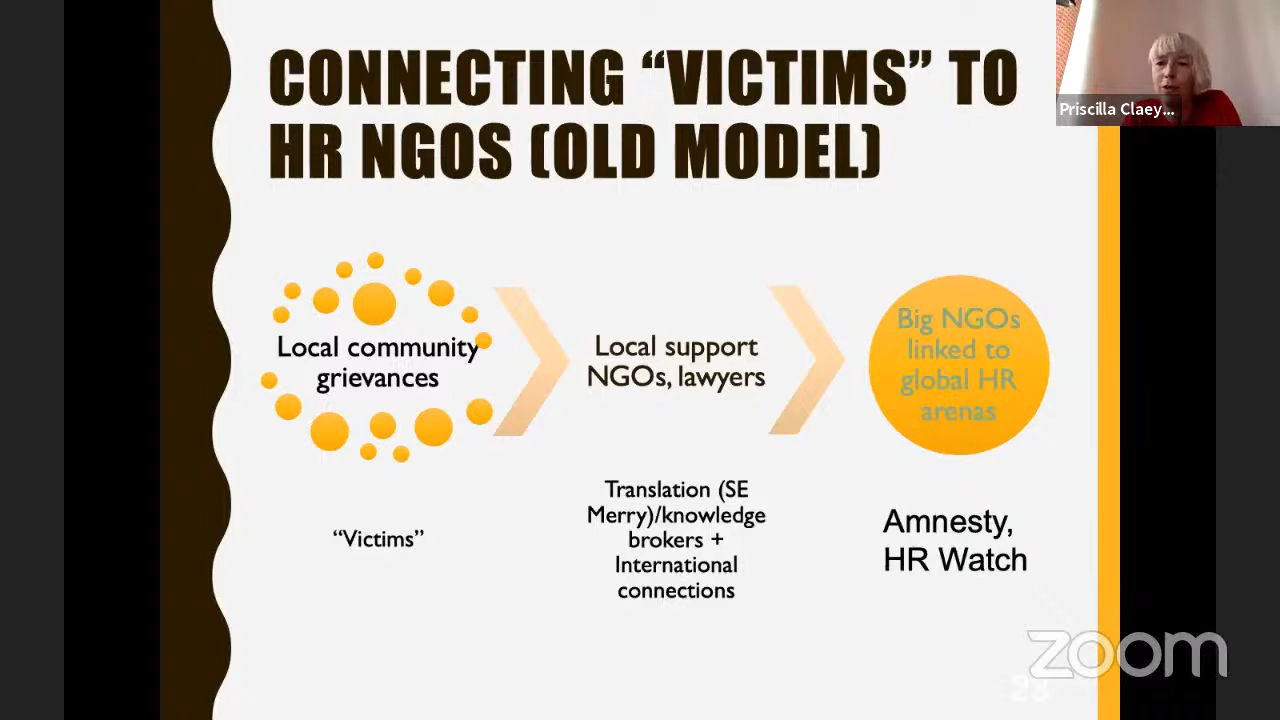 CONNECTING “VICTIMS” TO
HR NGOS (OLD MODEL)
Priscilla Claey...
Local community
grievances
Local support
NGOs, lawyers
Big NGOs
linked to
global HR
arenas
“Victims”
Translation (SE
Merry)/knowledge
brokers +
International
connections
Amnesty,
HR Watch
zoom
23